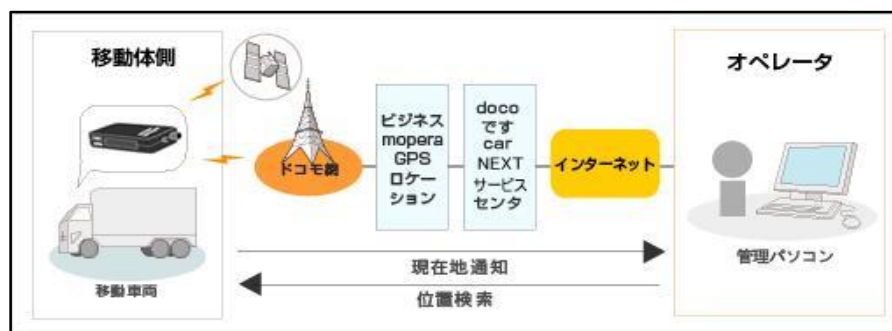 移動体側
移動車両
ドコモ網
ビジネス
mopera
GPS
ロケー
ション
doco
です
car
NEXT
サービス
センタ
インターネット
オペレータ
管理パソコン
現在地通知
位置検索